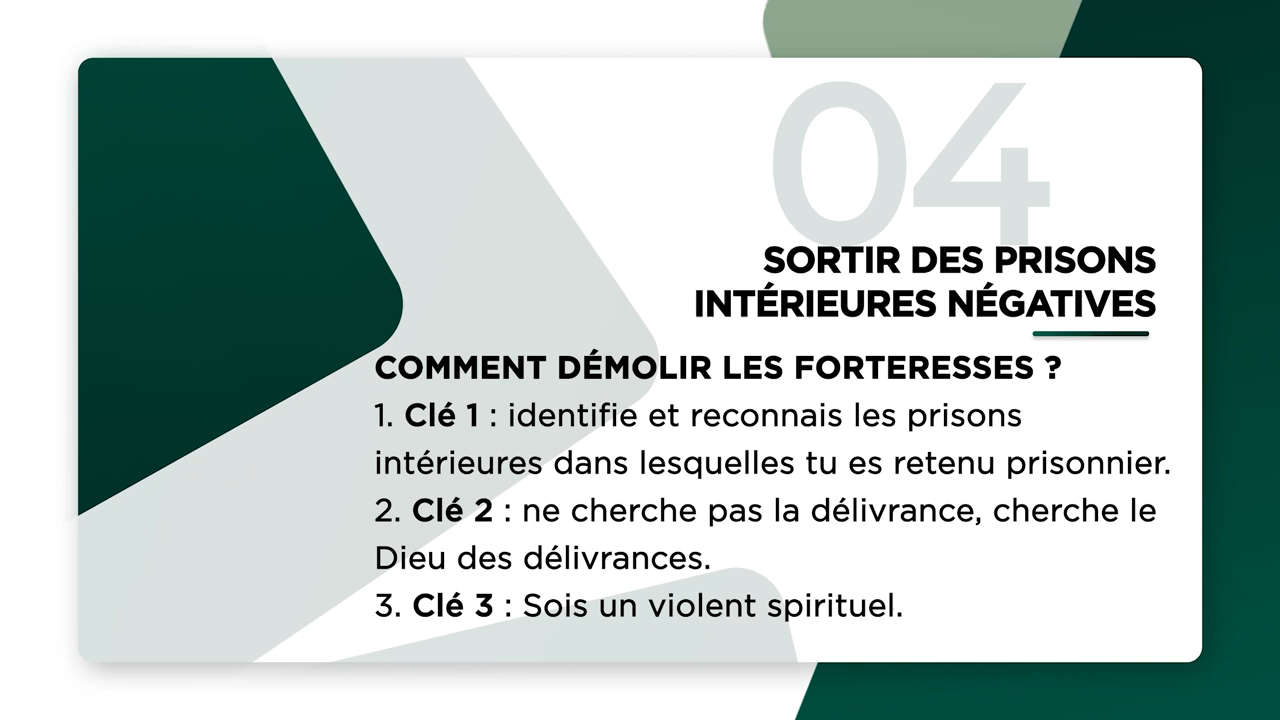 04
SORTIR DES PRISONS
INTÉRIEURES NÉGATIVES
COMMENT DÉMOLIR LES FORTERESSES ?
1. Clé 1 : identifie et reconnais les prisons
intérieures dans lesquelles tu es retenu prisonnier.
2. Clé 2 : ne cherche pas la délivrance, cherche le
Dieu des délivrances.
3. Clé 3 : Sois un violent spirituel.